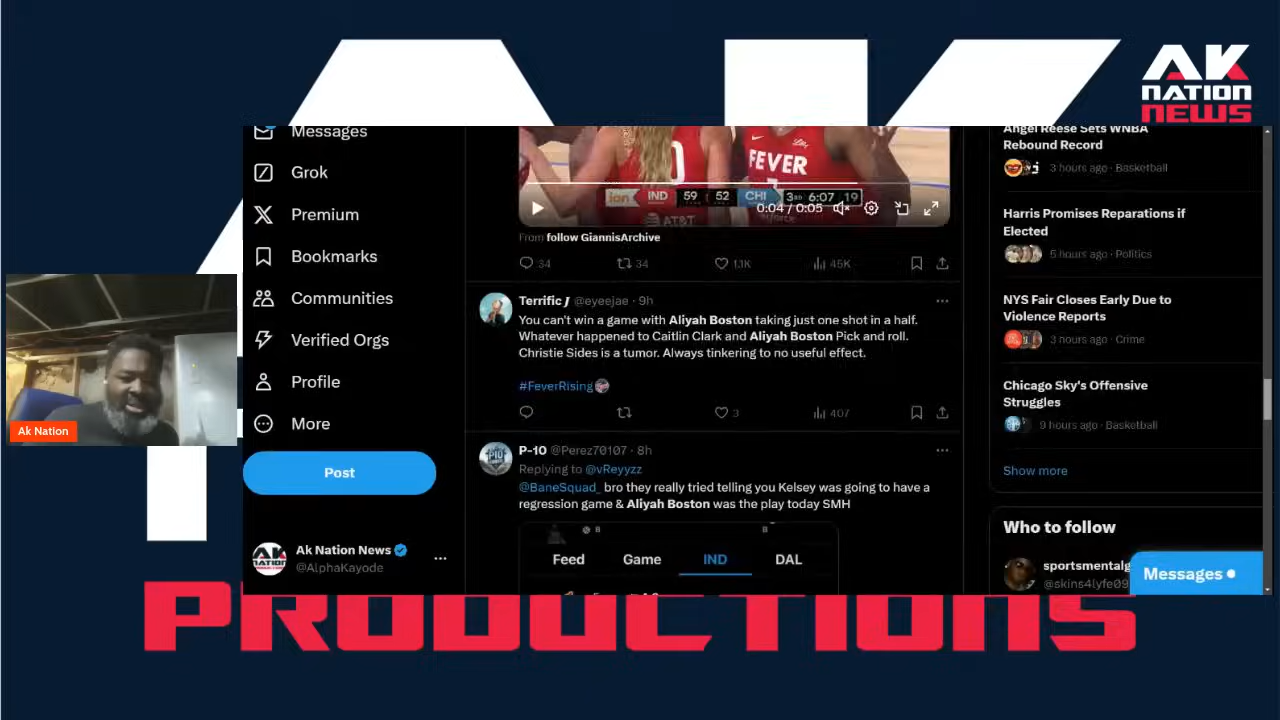 AK
NATION
NEWS
Messages
Grok
Premium
Bookmarks
Communities
Verified Orgs
Profile
More
Post
Ak Nation News
@AlphaKayode
Ak Nation
FEVER
ion IND 59 52 CHI 3RD 6:07 19
AT&T
0:04 / 0:05
From follow GiannisArchive
34 34 1.1K 45K
Terrific @eyeejae · 9h
You can't win a game with Aliyah Boston taking just one shot in a half.
Whatever happened to Caitlin Clark and Aliyah Boston Pick and roll.
Christie Sides is a tumor. Always tinkering to no useful effect.
#FeverRising
3 407
P-10 @Perez70107 · 8h
Replying to @vReyyzz
@BaneSquad_ bro they really tried telling you Kelsey was going to have a
regression game & Aliyah Boston was the play today SMH
Feed Game IND DAL
Angel Reese Sets WNBA
Rebound Record
3 hours ago · Basketball
Harris Promises Reparations if
Elected
5 hours ago · Politics
NYS Fair Closes Early Due to
Violence Reports
3 hours ago · Crime
Chicago Sky's Offensive
Struggles
9 hours ago · Basketball
Show more
Who to follow
sportsmentalg
@skins4lyfe09
Messages
PRODUCTIONS